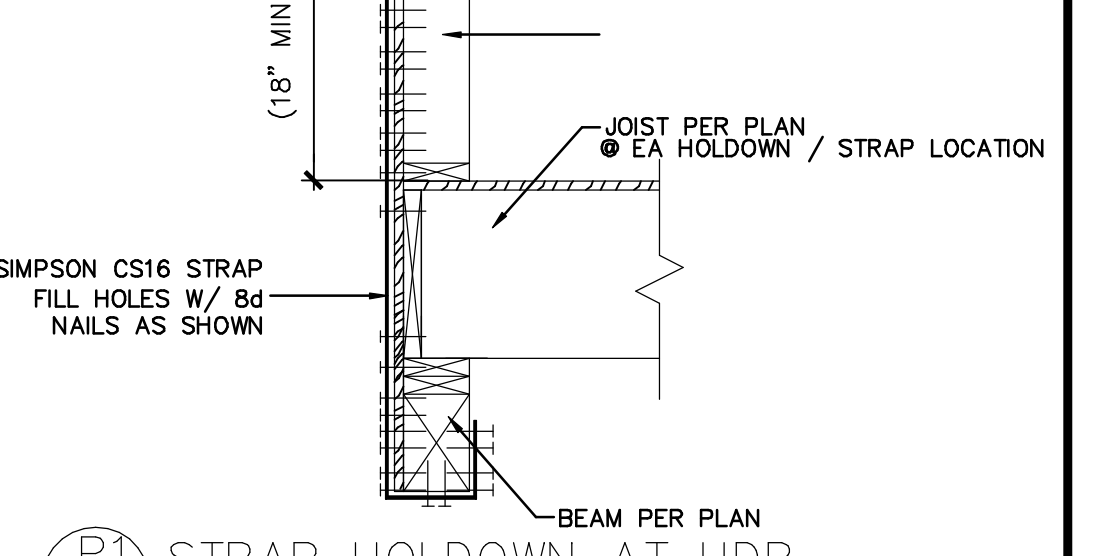 (18" MIN
JOIST PER PLAN
@ EA HOLDOWN / STRAP LOCATION
SIMPSON CS16 STRAP
FILL HOLES W/ 8d
NAILS AS SHOWN
BEAM PER PLAN
P1 STRAP HOLDOWN AT HDR